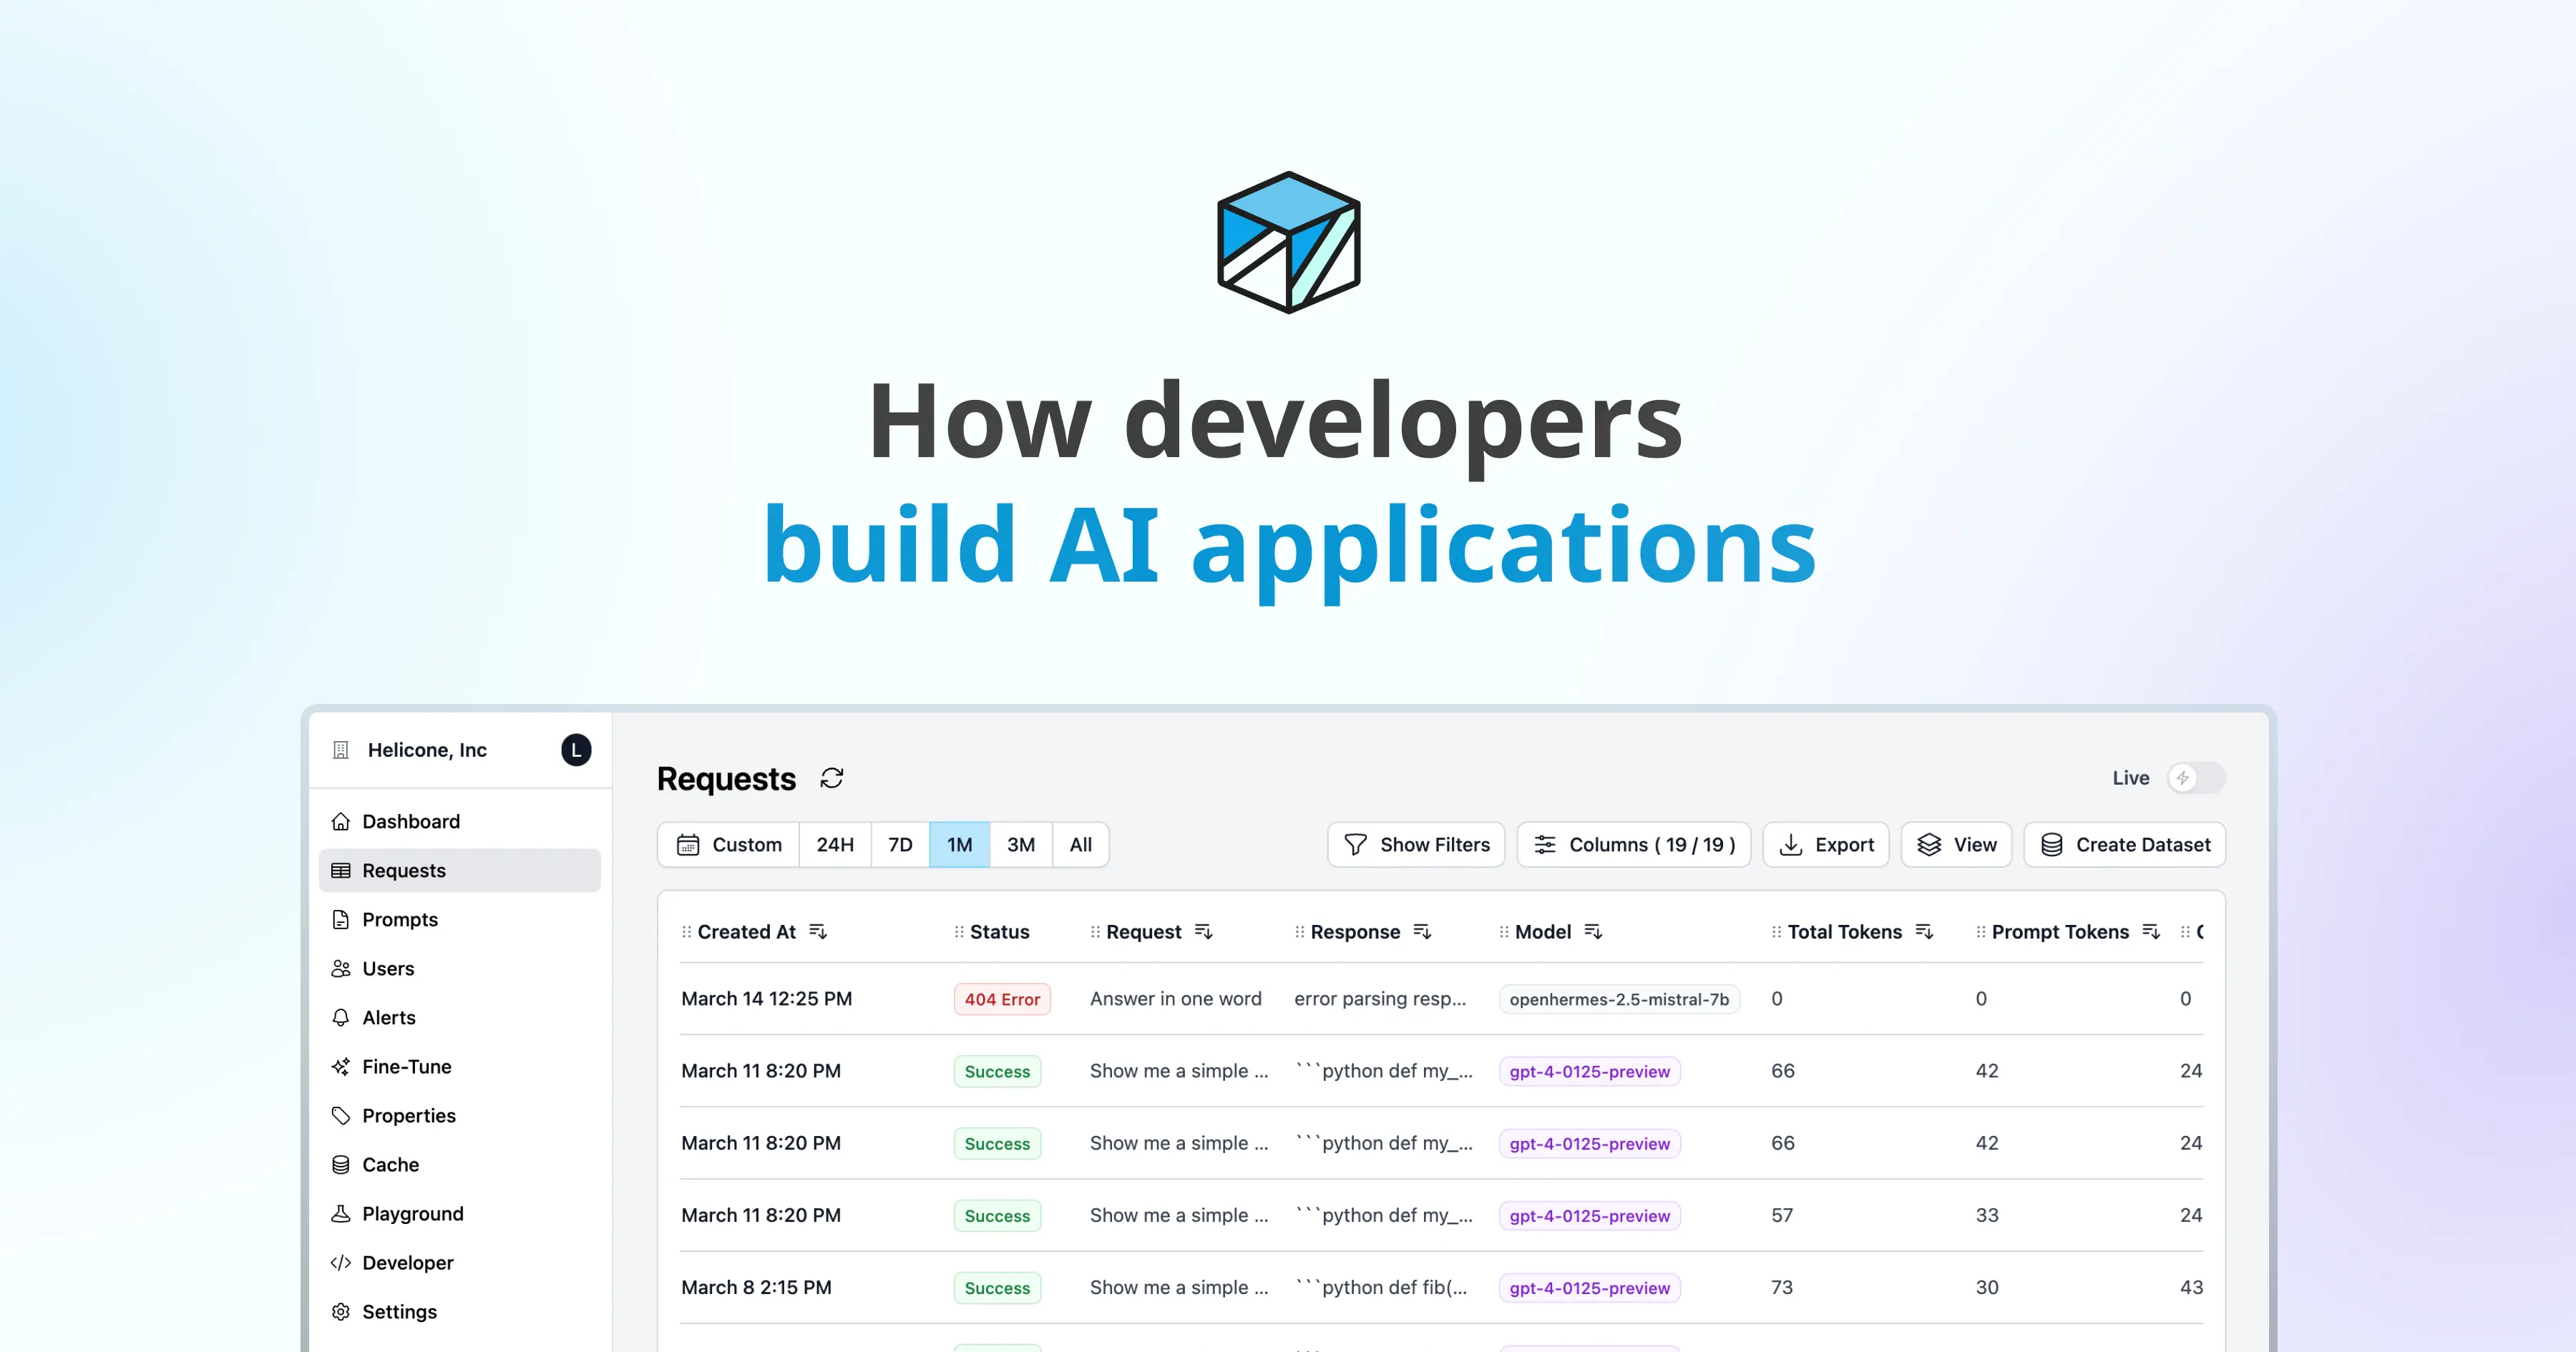 How developers
build AI applications
Helicone, Inc
L
Dashboard
Requests
Prompts
Users
Alerts
Fine-Tune
Properties
Cache
Playground
Developer
Settings
Requests
Live
Custom 24H 7D 1M 3M All
Show Filters Columns ( 19 / 19 ) Export View Create Dataset
Created At Status Request Response Model Total Tokens Prompt Tokens
March 14 12:25 PM 404 Error Answer in one word error parsing resp... openhermes-2.5-mistral-7b 0 0 0
March 11 8:20 PM Success Show me a simple ... ```python def my_... gpt-4-0125-preview 66 42 24
March 11 8:20 PM Success Show me a simple ... ```python def my_... gpt-4-0125-preview 66 42 24
March 11 8:20 PM Success Show me a simple ... ```python def my_... gpt-4-0125-preview 57 33 24
March 8 2:15 PM Success Show me a simple ... ```python def fib(... gpt-4-0125-preview 73 30 43